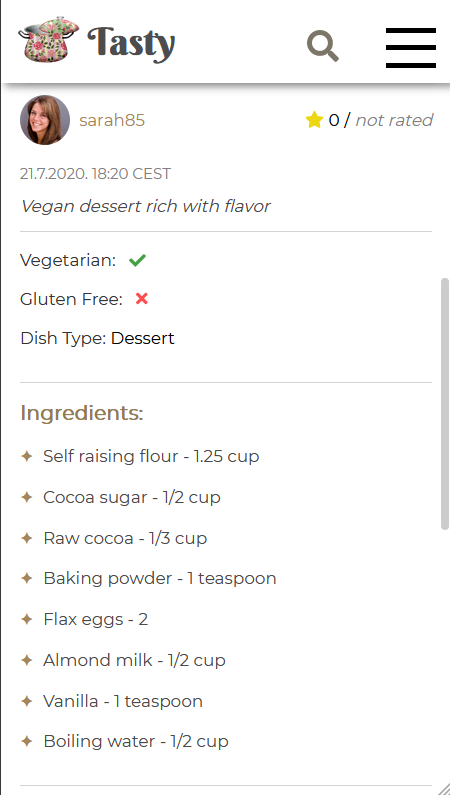 Tasty
sarah85
0 / not rated
21.7.2020. 18:20 CEST
Vegan dessert rich with flavor
Vegetarian:
Gluten Free:
Dish Type: Dessert
Ingredients:
Self raising flour - 1.25 cup
Cocoa sugar - 1/2 cup
Raw cocoa - 1/3 cup
Baking powder - 1 teaspoon
Flax eggs - 2
Almond milk - 1/2 cup
Vanilla - 1 teaspoon
Boiling water - 1/2 cup